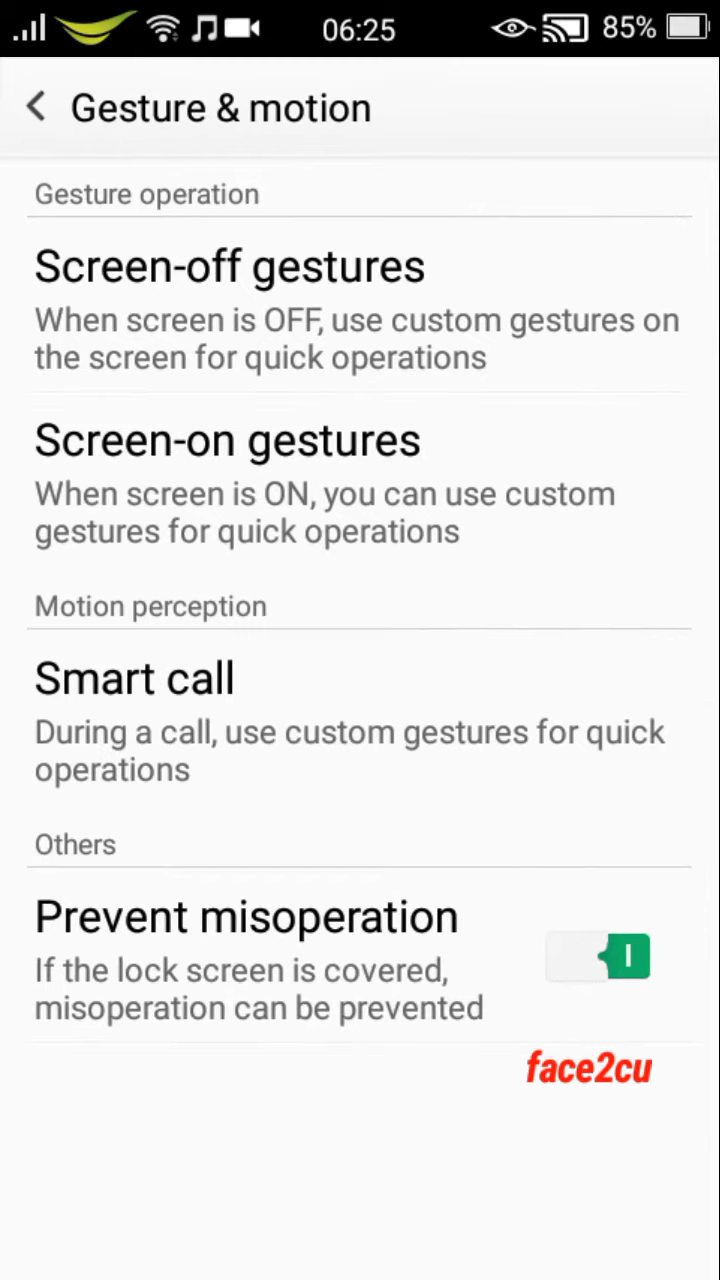 06:25
85%
Gesture & motion
Gesture operation
Screen-off gestures
When screen is OFF, use custom gestures on
the screen for quick operations
Screen-on gestures
When screen is ON, you can use custom
gestures for quick operations
Motion perception
Smart call
During a call, use custom gestures for quick
operations
Others
Prevent misoperation
If the lock screen is covered,
misoperation can be prevented
face2cu